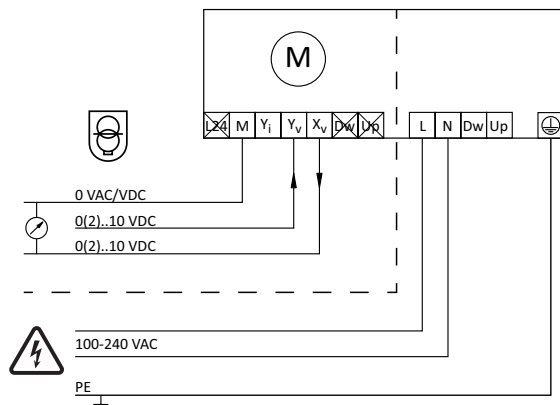 M
L24 M Yi Yv Xv Dw Up L N Dw Up
0 VAC/VDC
0(2)..10 VDC
0(2)..10 VDC
100-240 VAC
PE